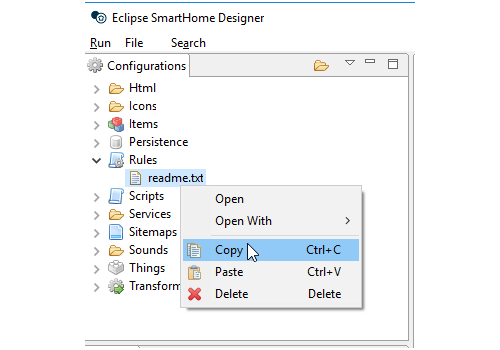 Eclipse SmartHome Designer
Run File Search
Configurations
Html
Icons
Items
Persistence
Rules
readme.txt
Scripts
Services
Sitemaps
Sounds
Things
Transform
Open
Open With
Copy Ctrl+C
Paste Ctrl+V
Delete Delete